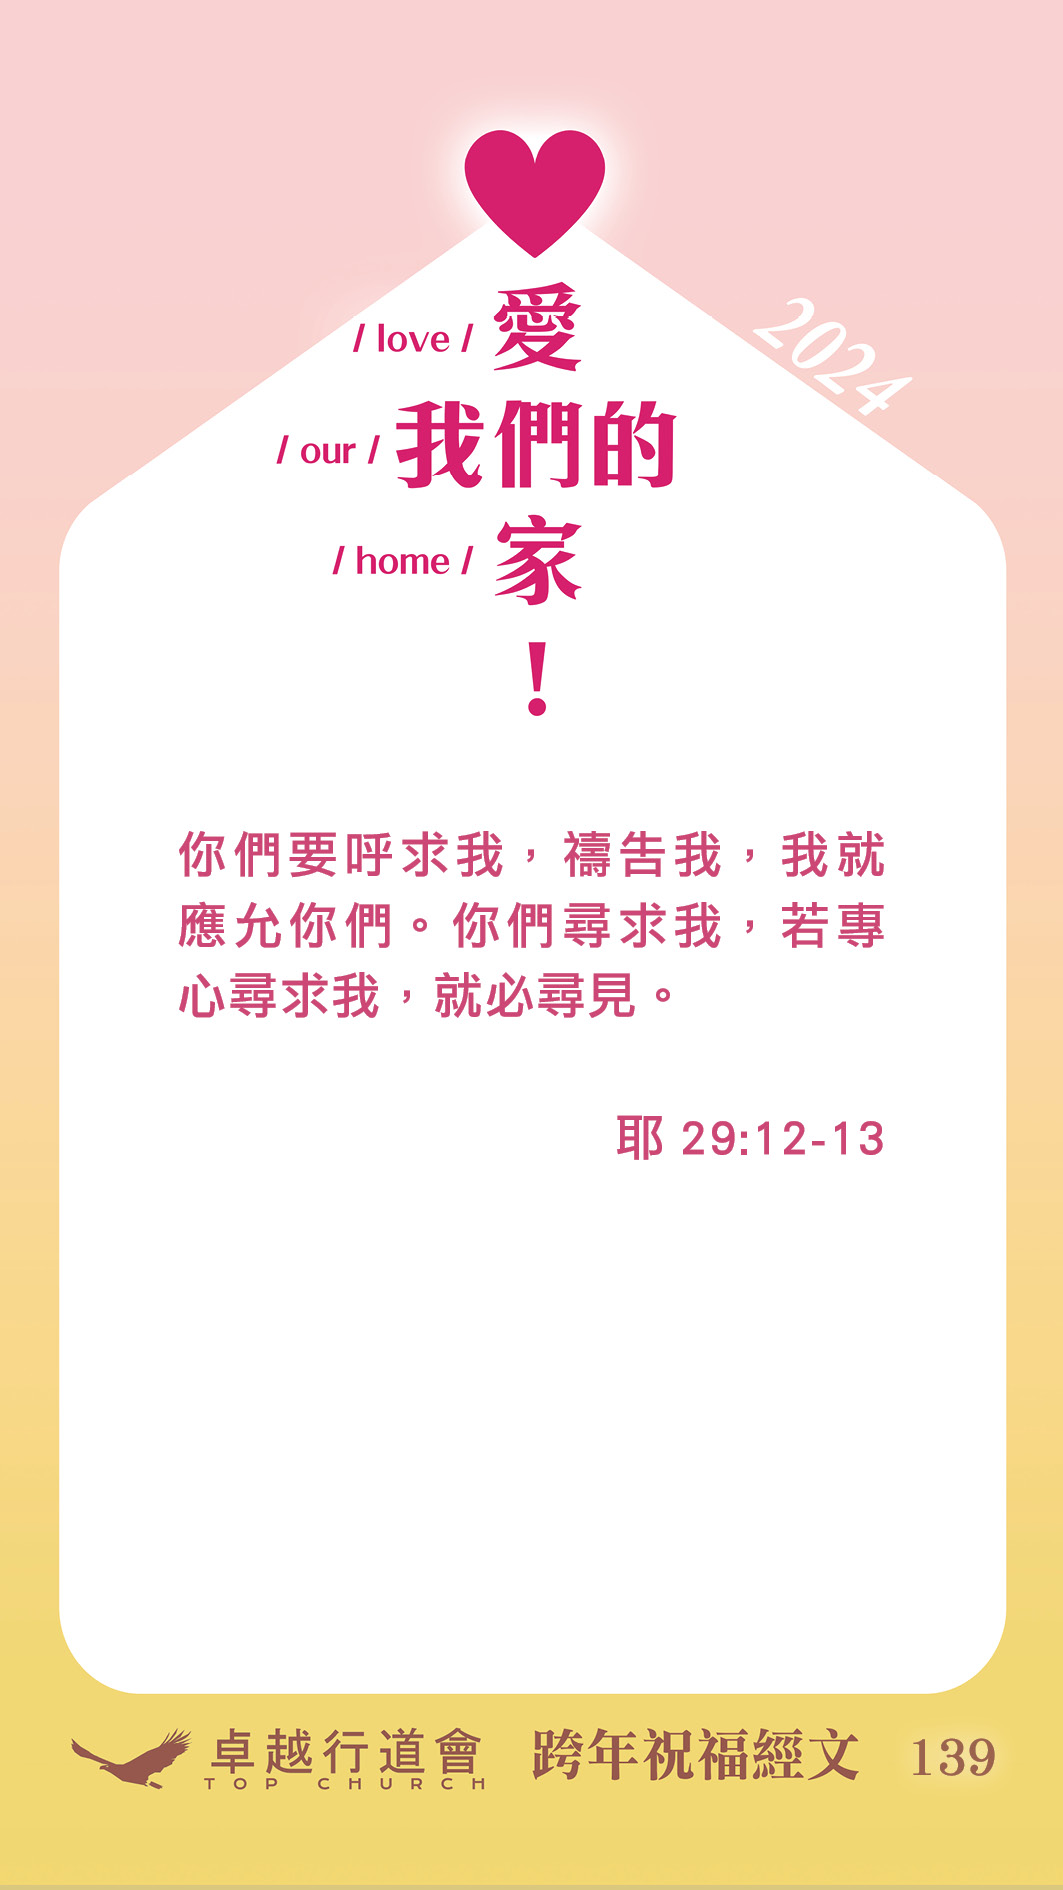 / love / 愛
2024
/ our / 我們的
/ home / 家
!
你們要呼求我，禱告我，我就
應允你們。你們尋求我，若專
心尋求我，就必尋見。
耶 29:12-13
卓越行道會 跨年祝福經文 139
TOP CHURCH